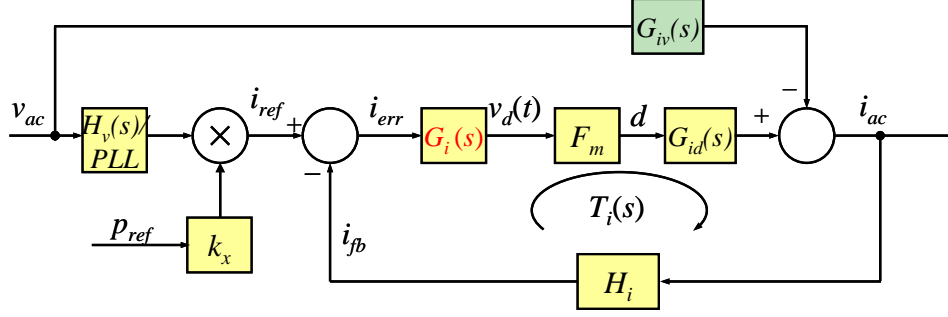 G_iv(s)
v_ac
H_v(s)/
PLL
×
i_ref
+
−
i_err
G_i(s)
v_d(t)
F_m
d
G_id(s)
+
−
i_ac
T_i(s)
p_ref
k_x
i_fb
H_i